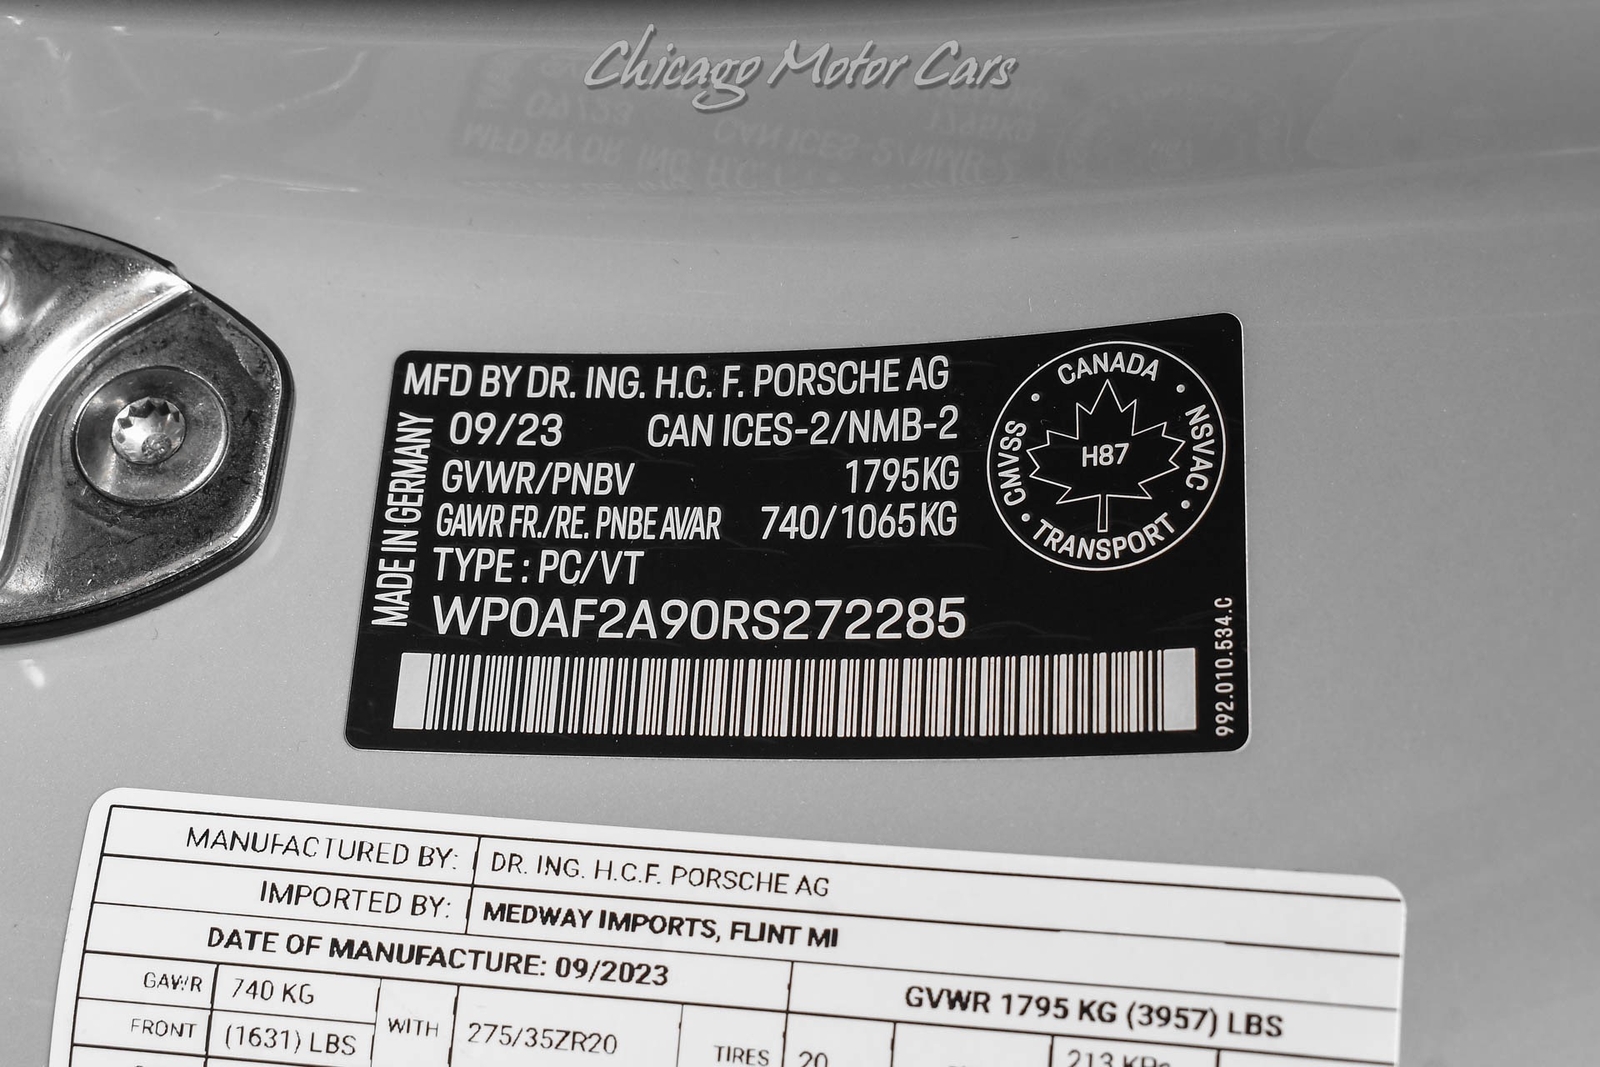 Chicago Motor Cars
MFD BY DR. ING. H.C. F. PORSCHE AG
09/23 CAN ICES-2/NMB-2
GVWR/PNBV 1795KG
GAWR FR./RE. PNBE AV/AR 740/1065KG
TYPE : PC/VT
WP0AF2A90RS272285
MADE IN GERMANY
CANADA
CMVSS
NSVAC
H87
TRANSPORT
992.010.534.C
MANUFACTURED BY: DR. ING. H.C.F. PORSCHE AG
IMPORTED BY: MEDWAY IMPORTS, FLINT MI
DATE OF MANUFACTURE: 09/2023
GVWR 1795 KG (3957) LBS
GAWR 740 KG
FRONT (1631) LBS WITH 275/35ZR20
TIRES 20
213 KPa